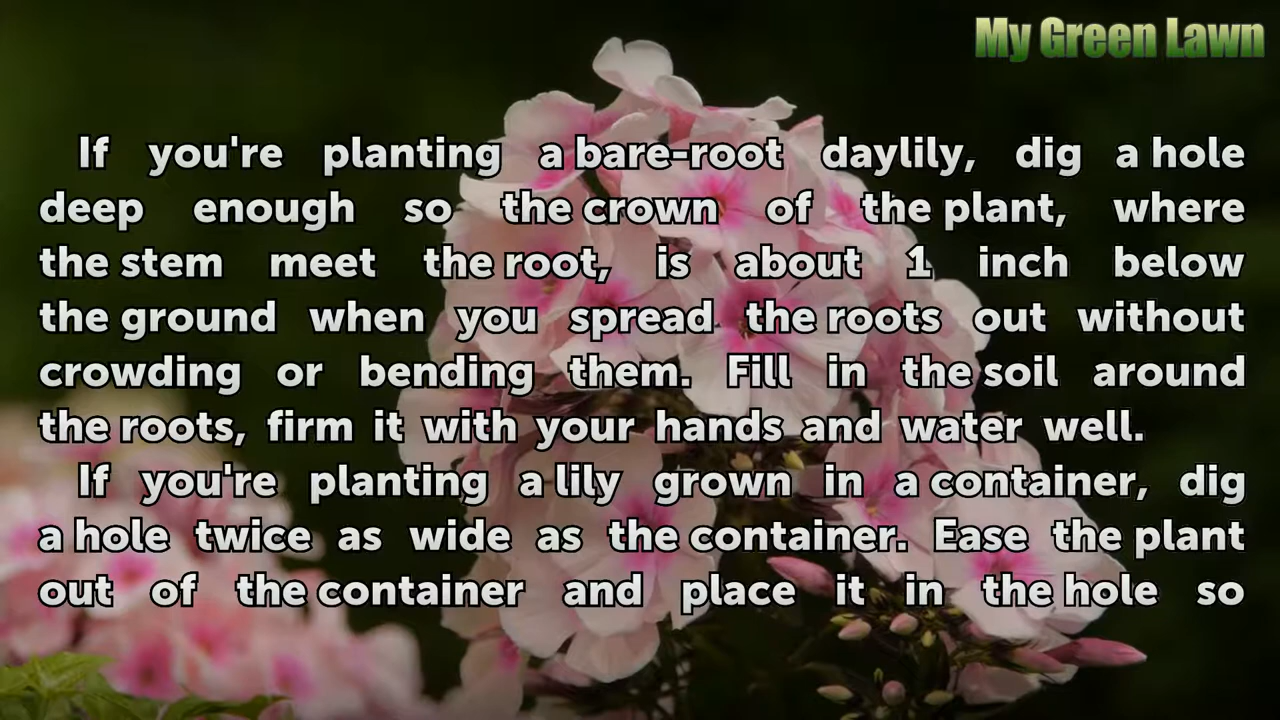 My Green Lawn
If you're planting a bare-root daylily, dig a hole
deep enough so the crown of the plant, where
the stem meet the root, is about 1 inch below
the ground when you spread the roots out without
crowding or bending them. Fill in the soil around
the roots, firm it with your hands and water well.
If you're planting a lily grown in a container, dig
a hole twice as wide as the container. Ease the plant
out of the container and place it in the hole so